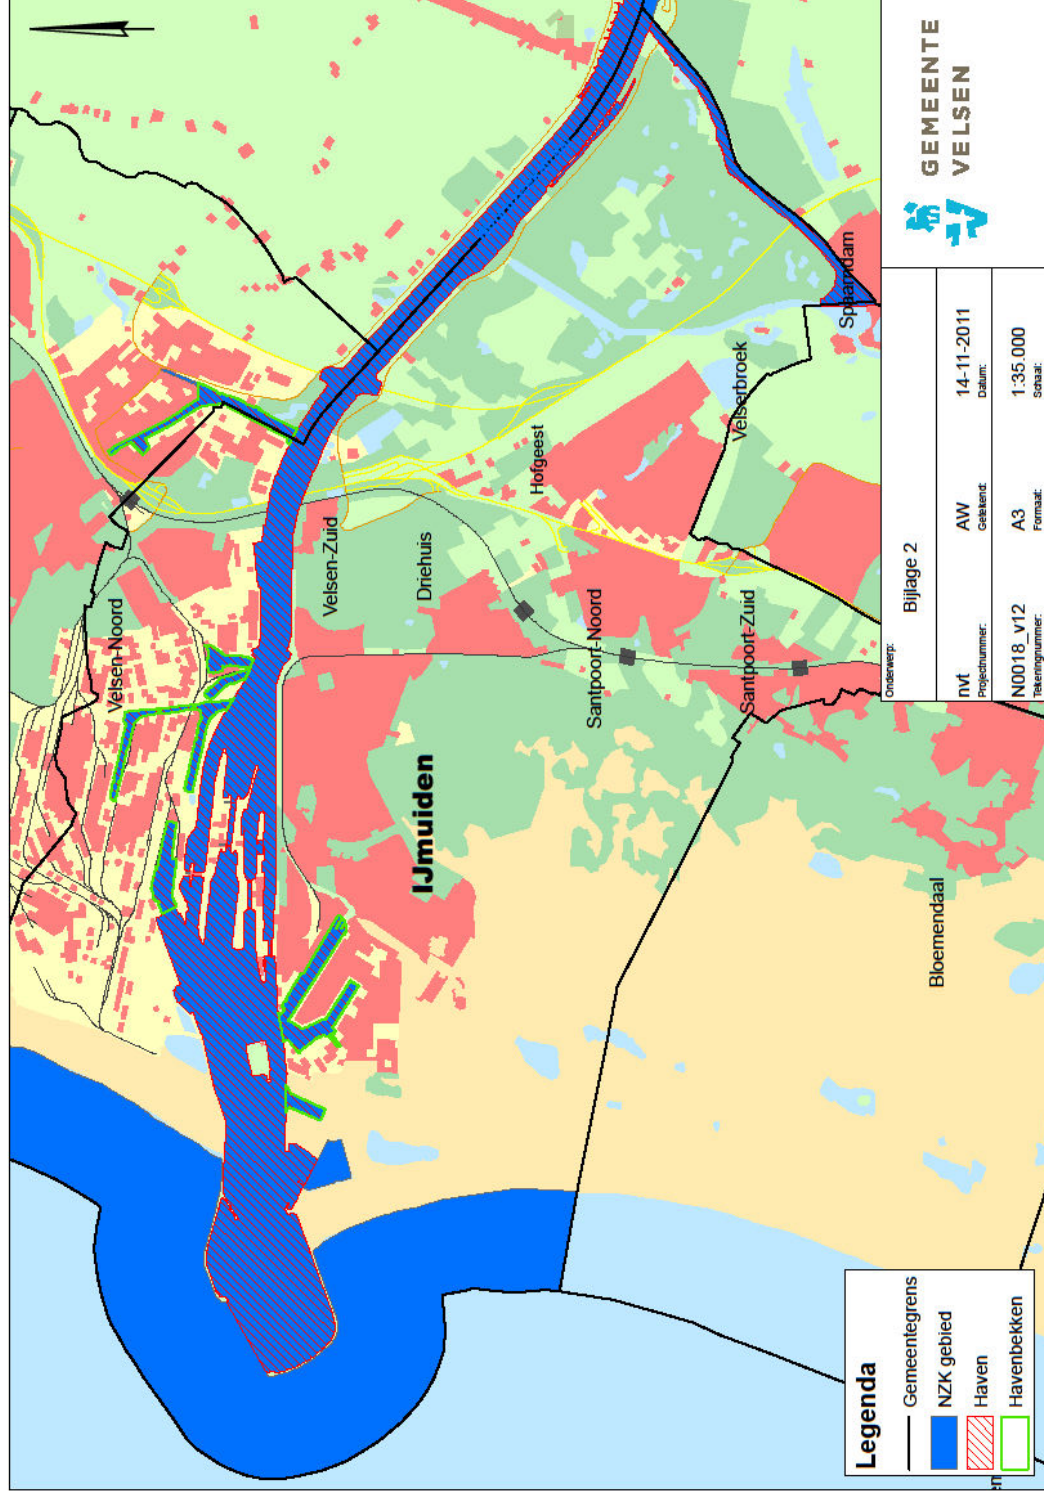 Velsen-Noord
Velsen-Zuid
Driehuis
Hofgeest
IJmuiden
Santpoort-Noord
Velserbroek
Spaarndam
Santpoort-Zuid
Bloemendaal
en
Legenda
Gemeentegrens
NZK gebied
Haven
Havenbekken
Onderwerp:
Bijlage 2
nvt
AW
14-11-2011
Projectnummer:
Getekend:
Datum:
N0018_v12
A3
1:35.000
Tekeningnummer:
Formaat:
Schaal:
GEMEENTE
VELSEN